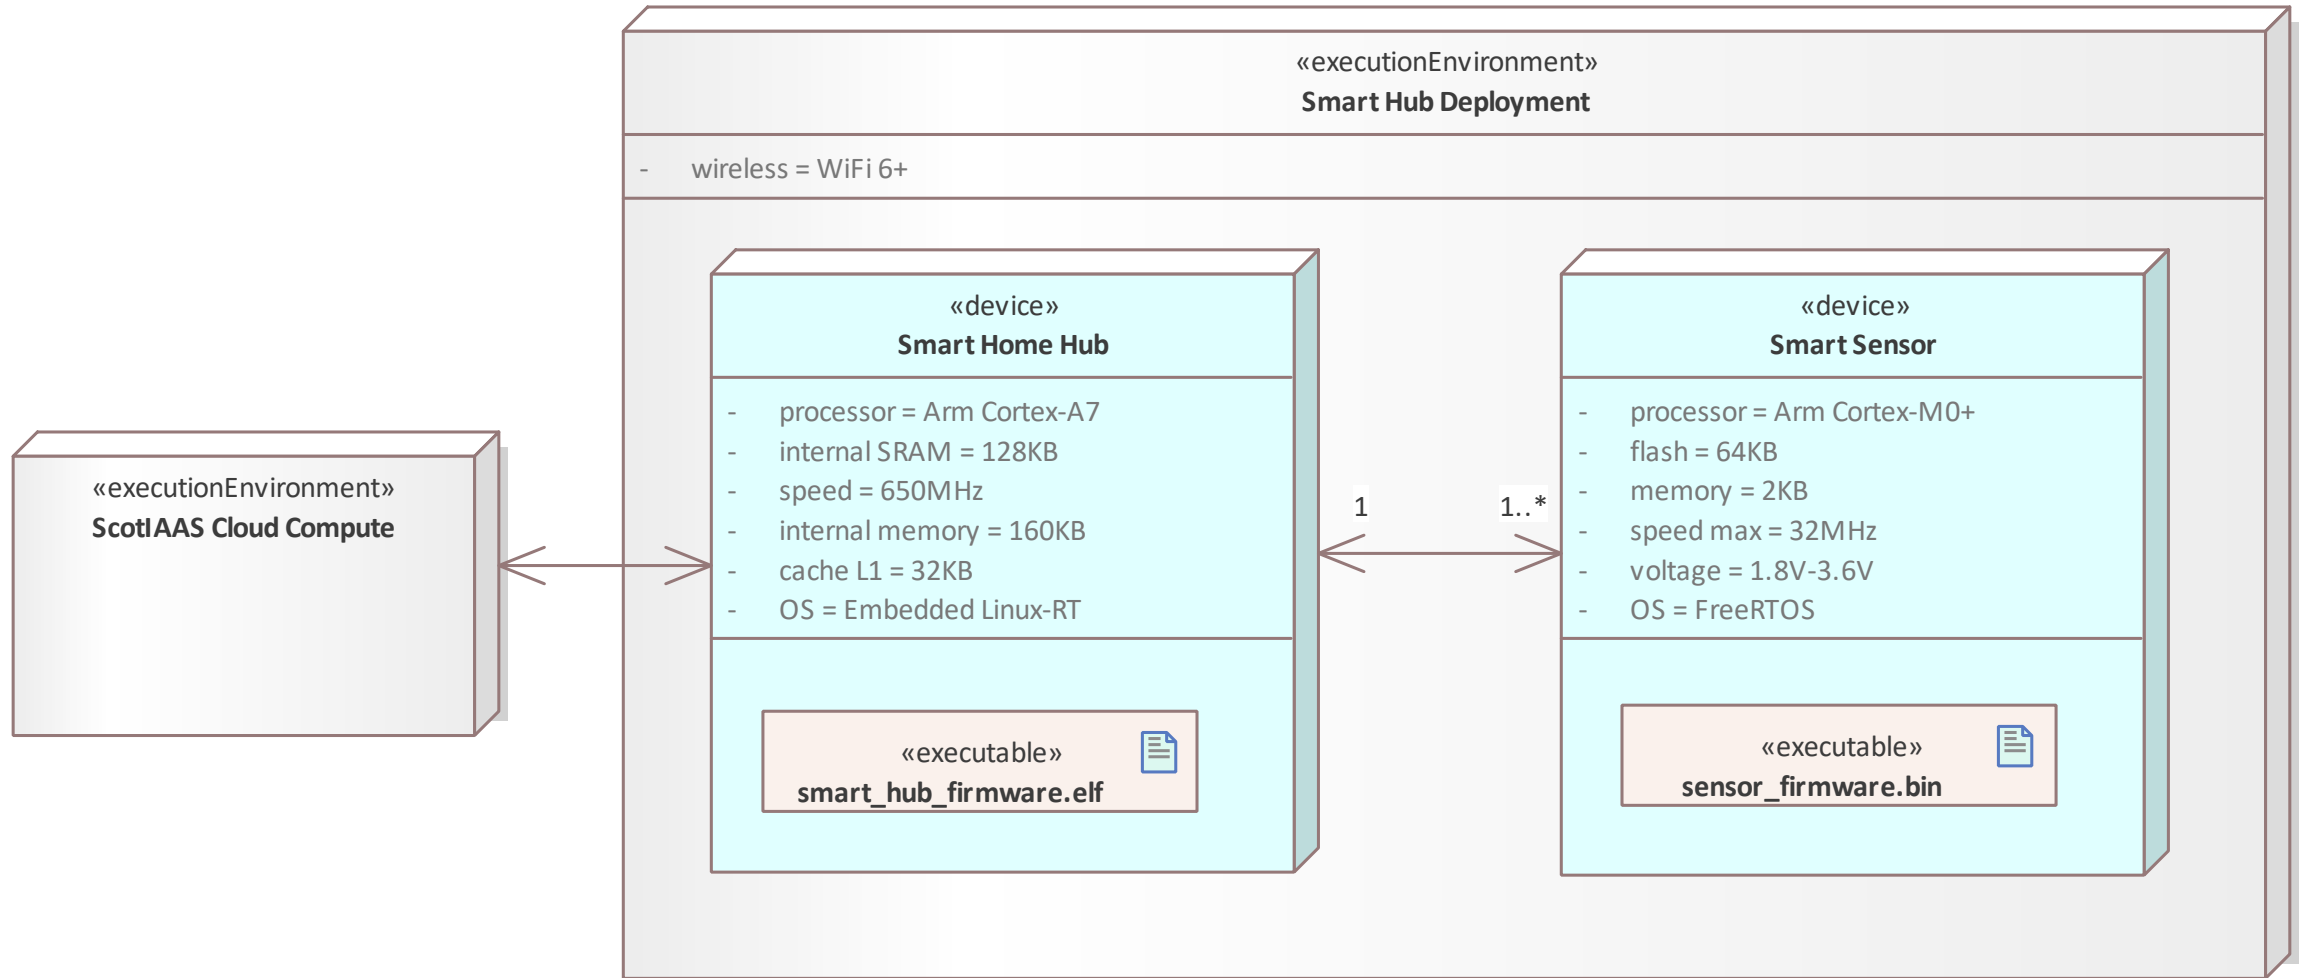 «executionEnvironment»
Smart Hub Deployment
- wireless = WiFi 6+
«device»
Smart Home Hub
- processor = Arm Cortex-A7
- internal SRAM = 128KB
- speed = 650MHz
- internal memory = 160KB
- cache L1 = 32KB
- OS = Embedded Linux-RT
«executable»
smart_hub_firmware.elf
1
1..*
«device»
Smart Sensor
- processor = Arm Cortex-M0+
- flash = 64KB
- memory = 2KB
- speed max = 32MHz
- voltage = 1.8V-3.6V
- OS = FreeRTOS
«executable»
sensor_firmware.bin
«executionEnvironment»
ScotIAAS Cloud Compute